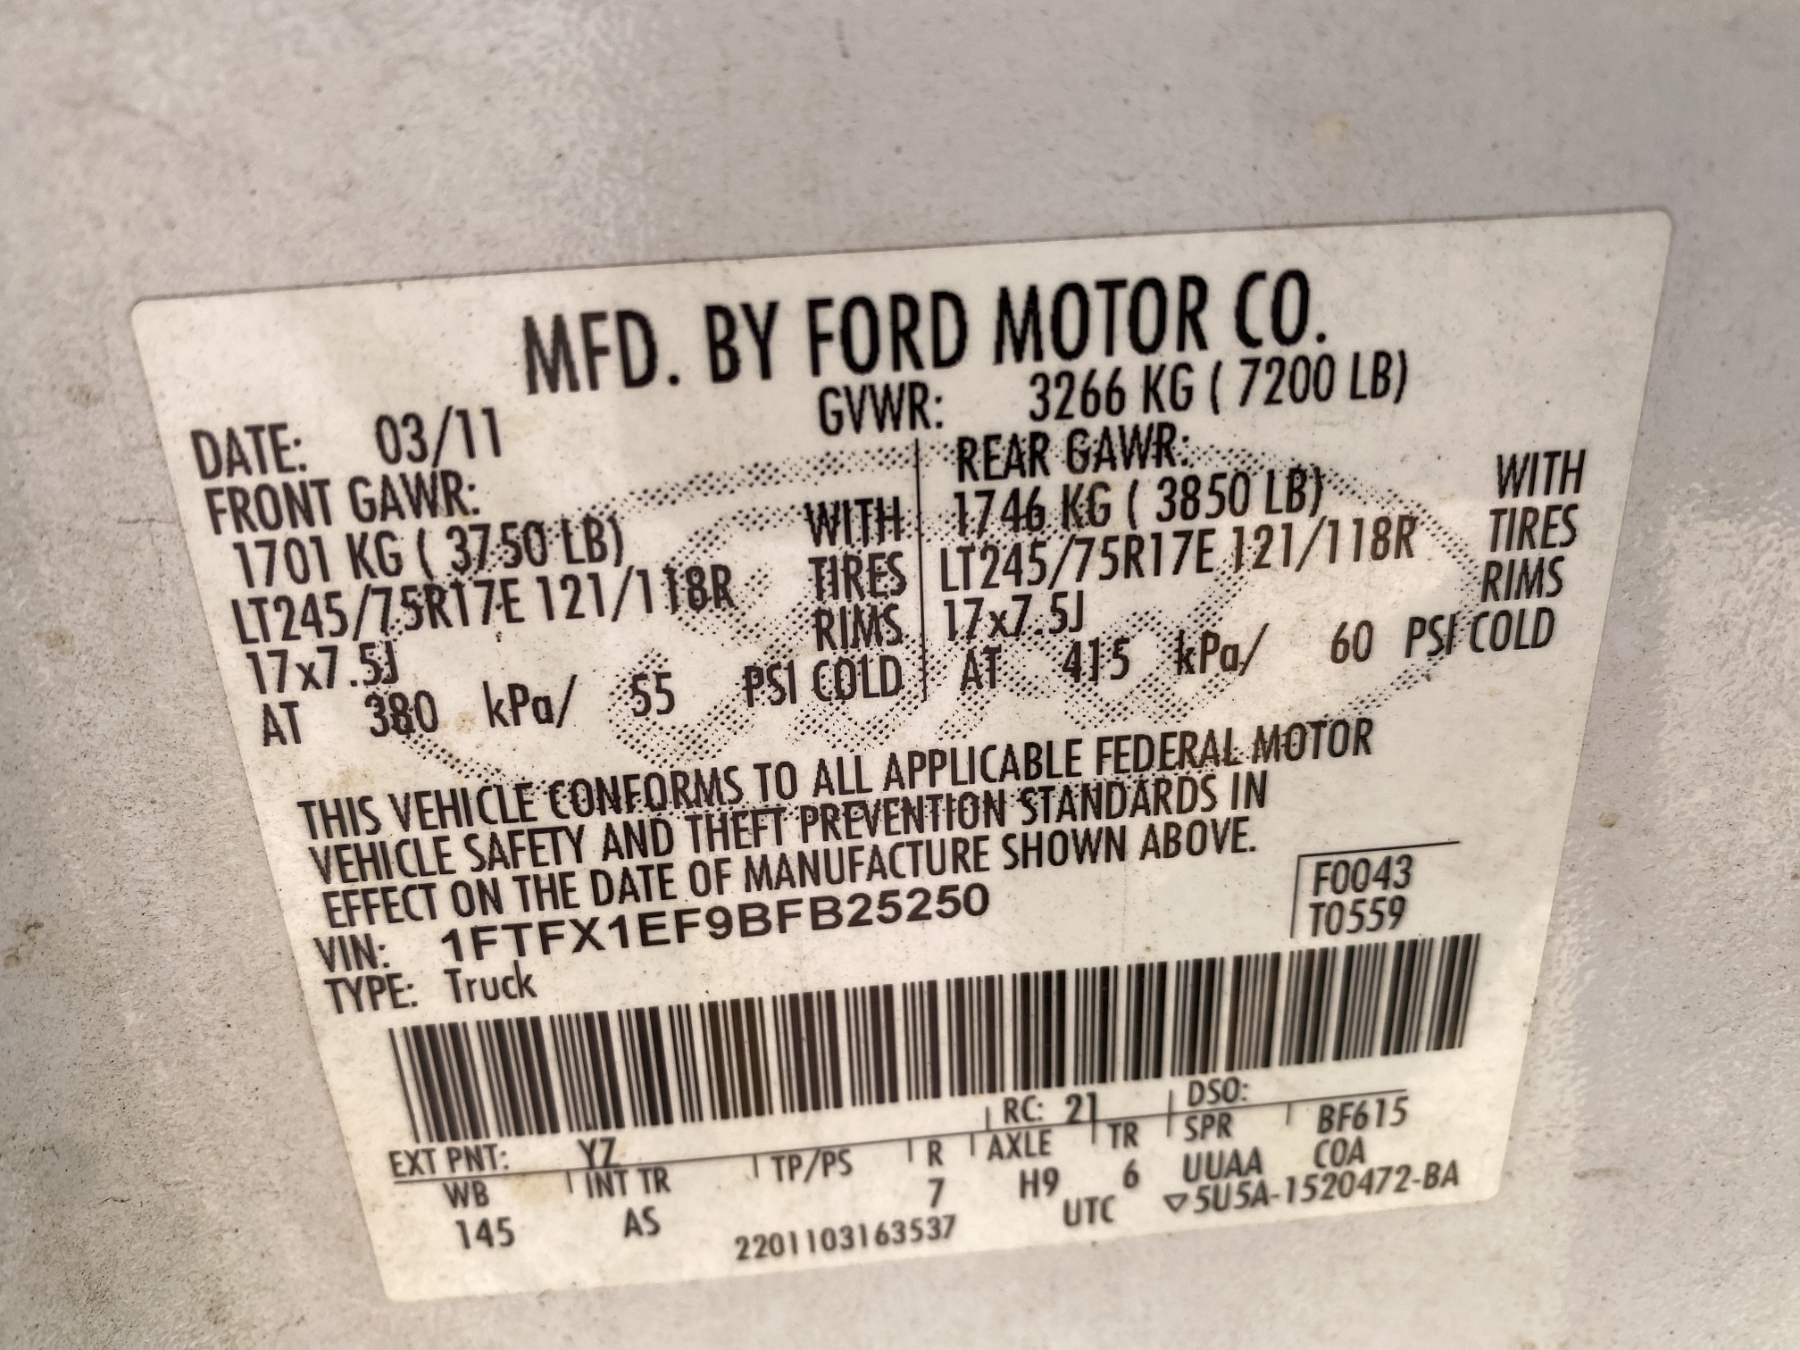 MFD. BY FORD MOTOR CO.
DATE: 03/11 GVWR: 3266 KG ( 7200 LB)
FRONT GAWR: REAR GAWR:
1701 KG ( 3750 LB) WITH 1746 KG ( 3850 LB) WITH
LT245/75R17E 121/118R TIRES LT245/75R17E 121/118R TIRES
17x7.5J RIMS 17x7.5J RIMS
AT 380 kPa/ 55 PSI COLD AT 415 kPa/ 60 PSI COLD
THIS VEHICLE CONFORMS TO ALL APPLICABLE FEDERAL MOTOR
VEHICLE SAFETY AND THEFT PREVENTION STANDARDS IN
EFFECT ON THE DATE OF MANUFACTURE SHOWN ABOVE.
VIN: 1FTFX1EF9BFB25250 F0043
TYPE: Truck T0559
EXT PNT: YZ RC: 21 DSO:
WB INT TR TP/PS R AXLE TR SPR BF615
145 AS 7 H9 6 UUAA COA
2201103163537 UTC ▽5U5A-1520472-BA